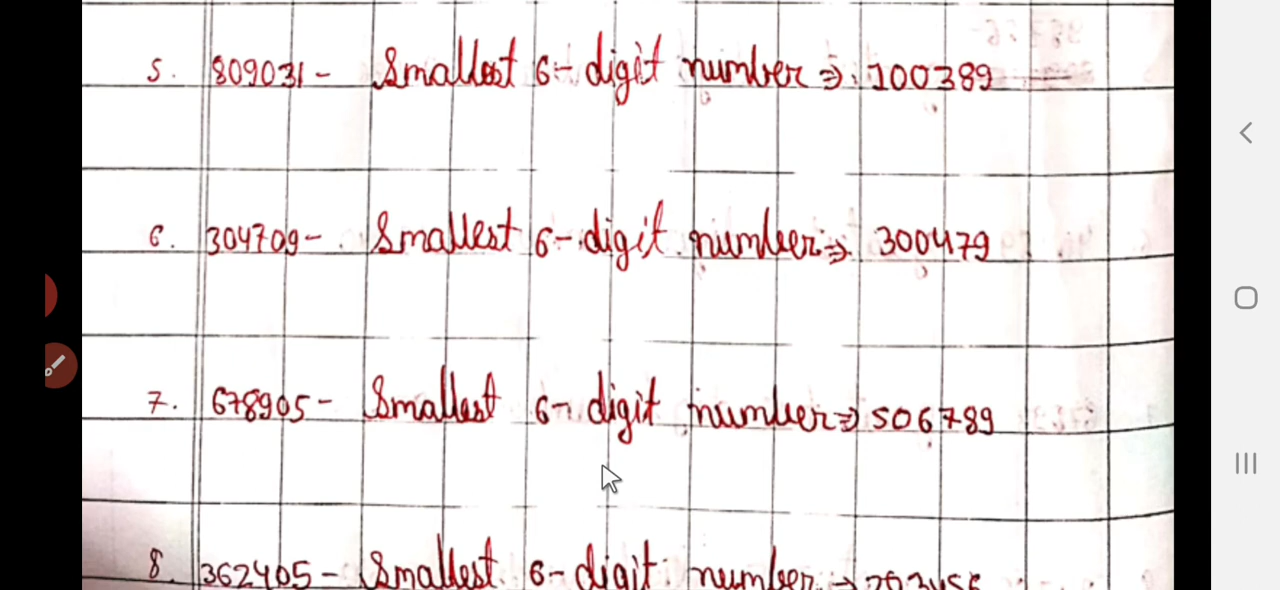 5. 809031 - Smallest 6 - digit number ⇒ 100389
6. 304709 - Smallest 6 - digit number ⇒ 300479
7. 678905 - Smallest 6 - digit number ⇒ 506789
8. 362405 - Smallest 6 - digit number → 203456